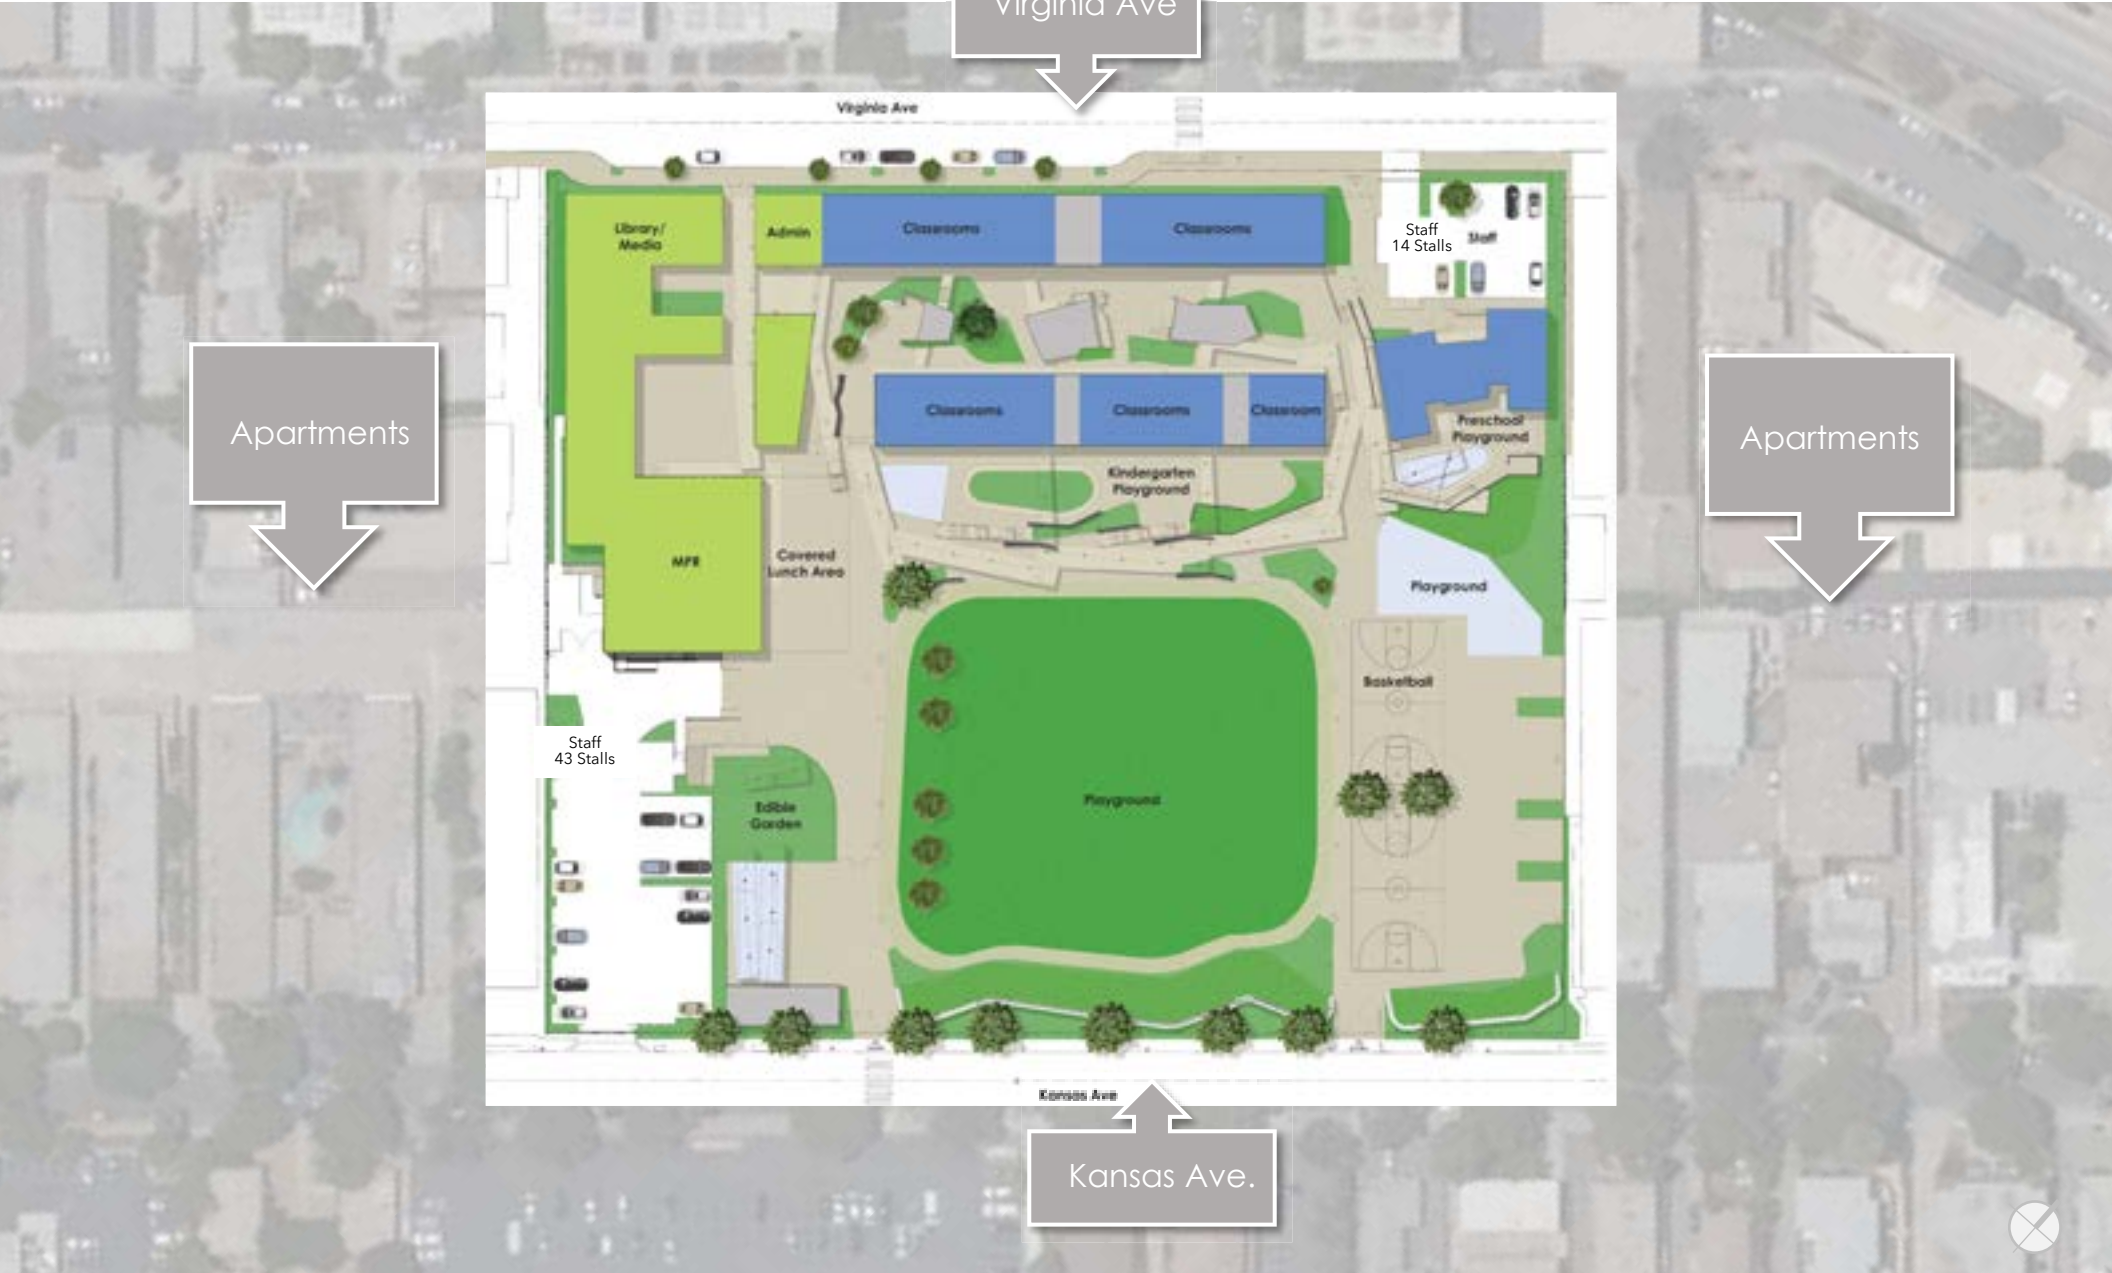 Virginia Ave
Virginia Ave
Library/
Media
Admin
Classrooms
Classrooms
Staff
14 Stalls
Staff
Apartments
Classrooms
Classrooms
Classroom
Preschool
Playground
Apartments
Kindergarten
Playground
MPR
Covered
Lunch Area
Playground
Basketball
Staff
43 Stalls
Edible
Garden
Playground
Kansas Ave
Kansas Ave.